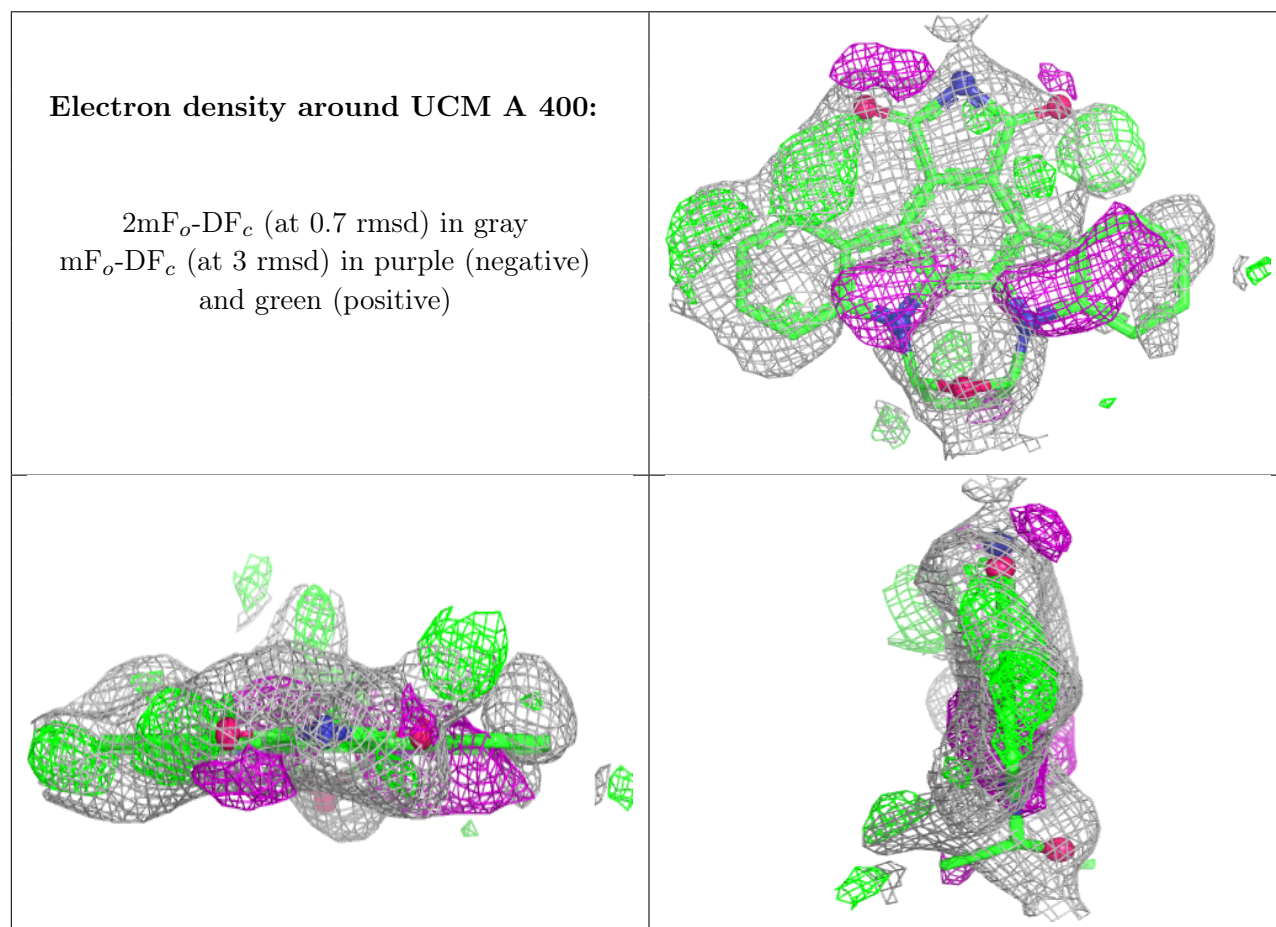 Electron density around UCM A 400:
2mFo-DFc (at 0.7 rmsd) in gray
mFo-DFc (at 3 rmsd) in purple (negative)
and green (positive)